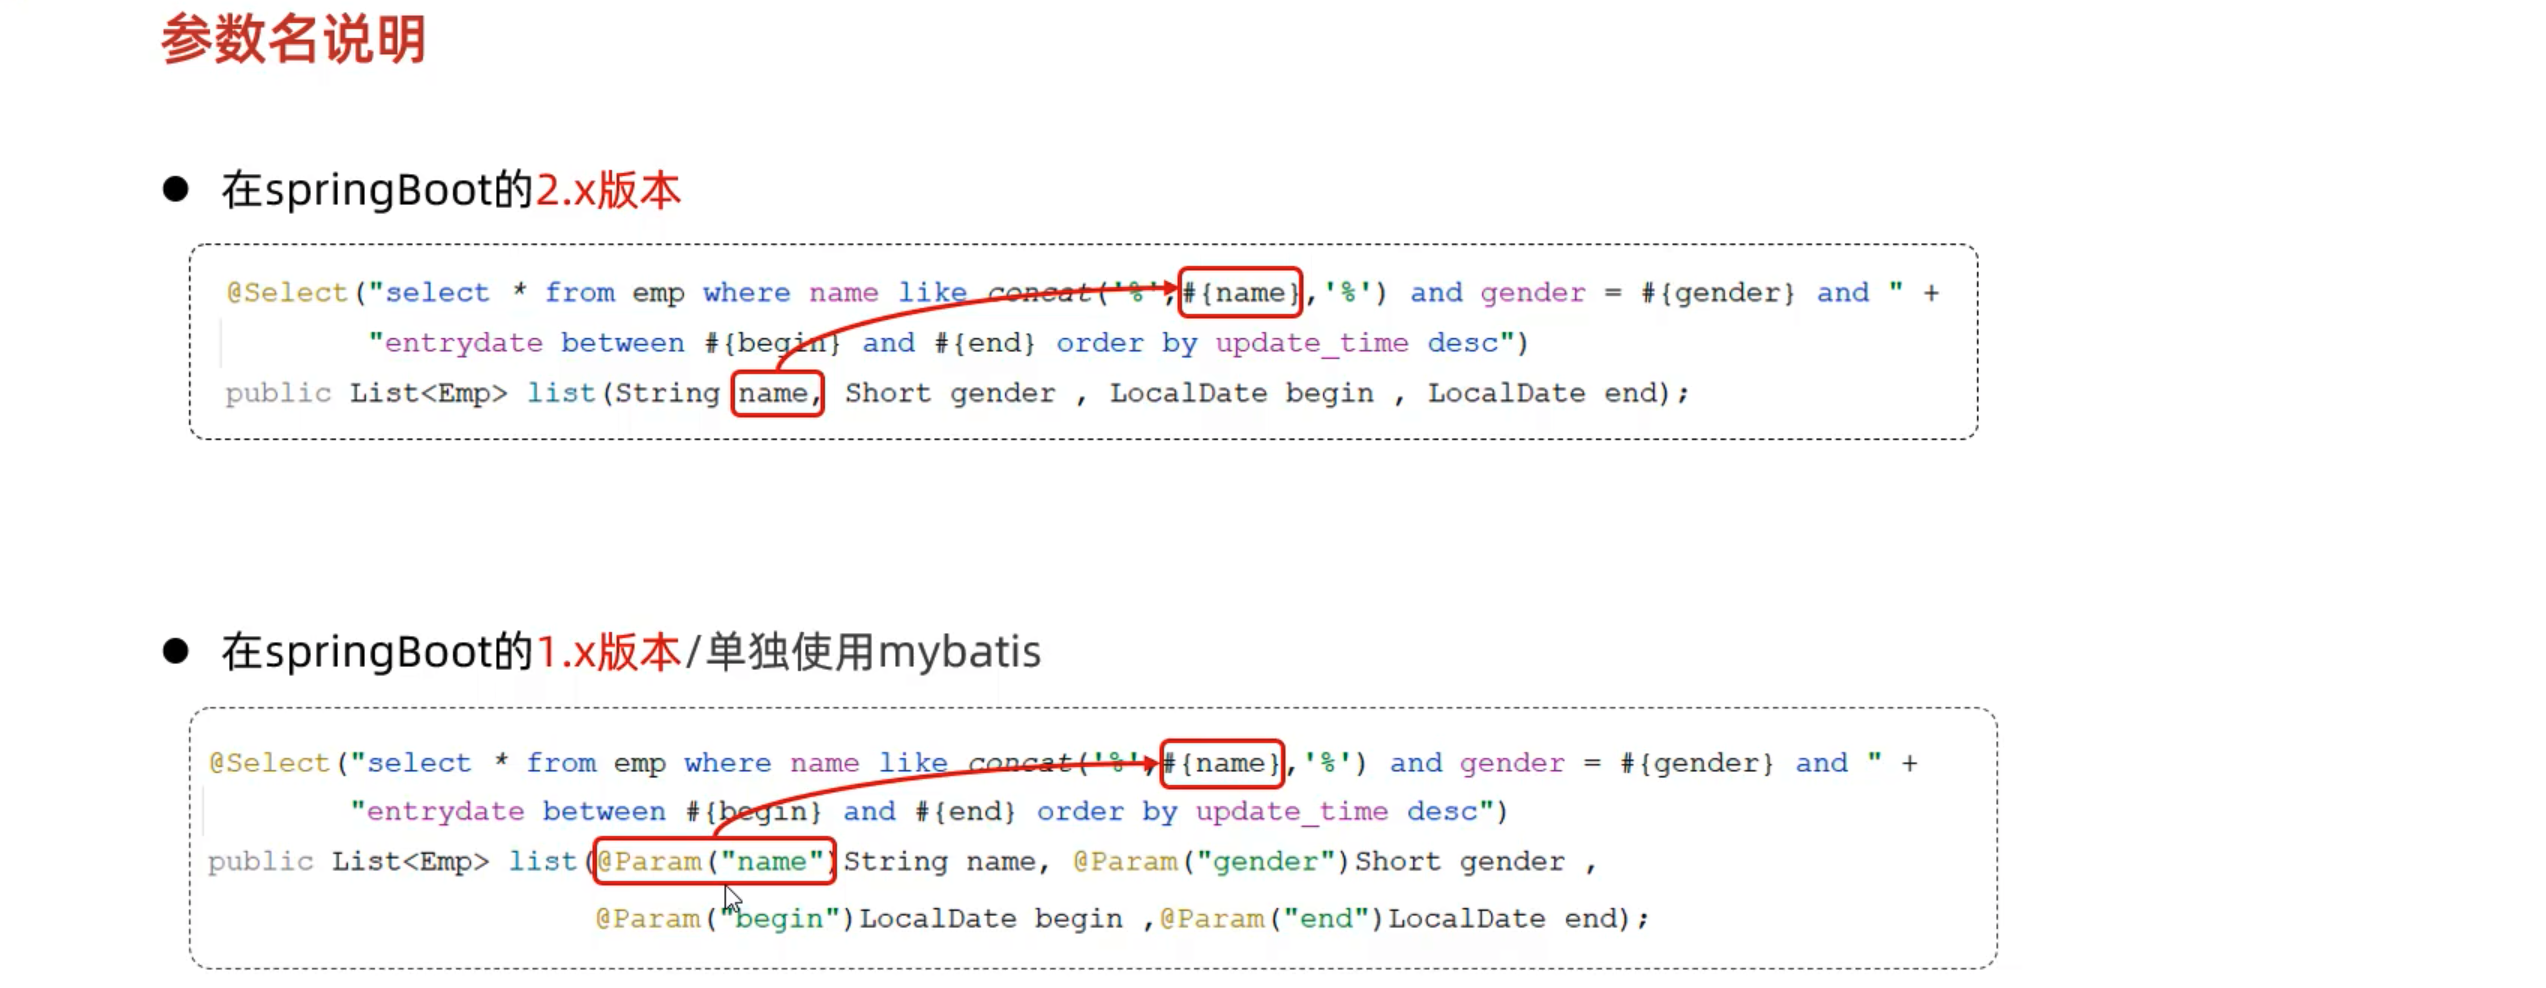 参数名说明
● 在springBoot的2.x版本
@Select("select * from emp where name like concat('%',#{name},'%') and gender = #{gender} and " +
"entrydate between #{begin} and #{end} order by update_time desc")
public List<Emp> list(String name, Short gender , LocalDate begin , LocalDate end);
● 在springBoot的1.x版本/单独使用mybatis
@Select("select * from emp where name like concat('%',#{name},'%') and gender = #{gender} and " +
"entrydate between #{begin} and #{end} order by update_time desc")
public List<Emp> list(@Param("name")String name, @Param("gender")Short gender ,
@Param("begin")LocalDate begin ,@Param("end")LocalDate end);